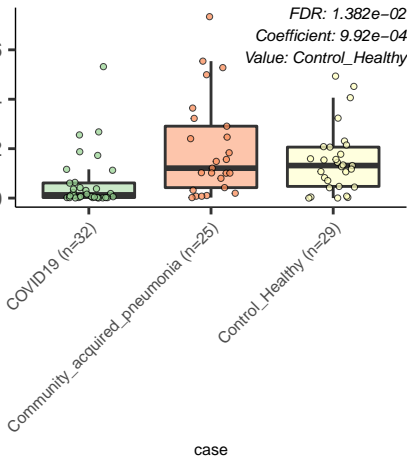 FDR: 1.382e−02
Coefficient: 9.92e−04
Value: Control_Healthy
COVID19 (n=32)
Community_acquired_pneumonia (n=25)
Control_Healthy (n=29)
case